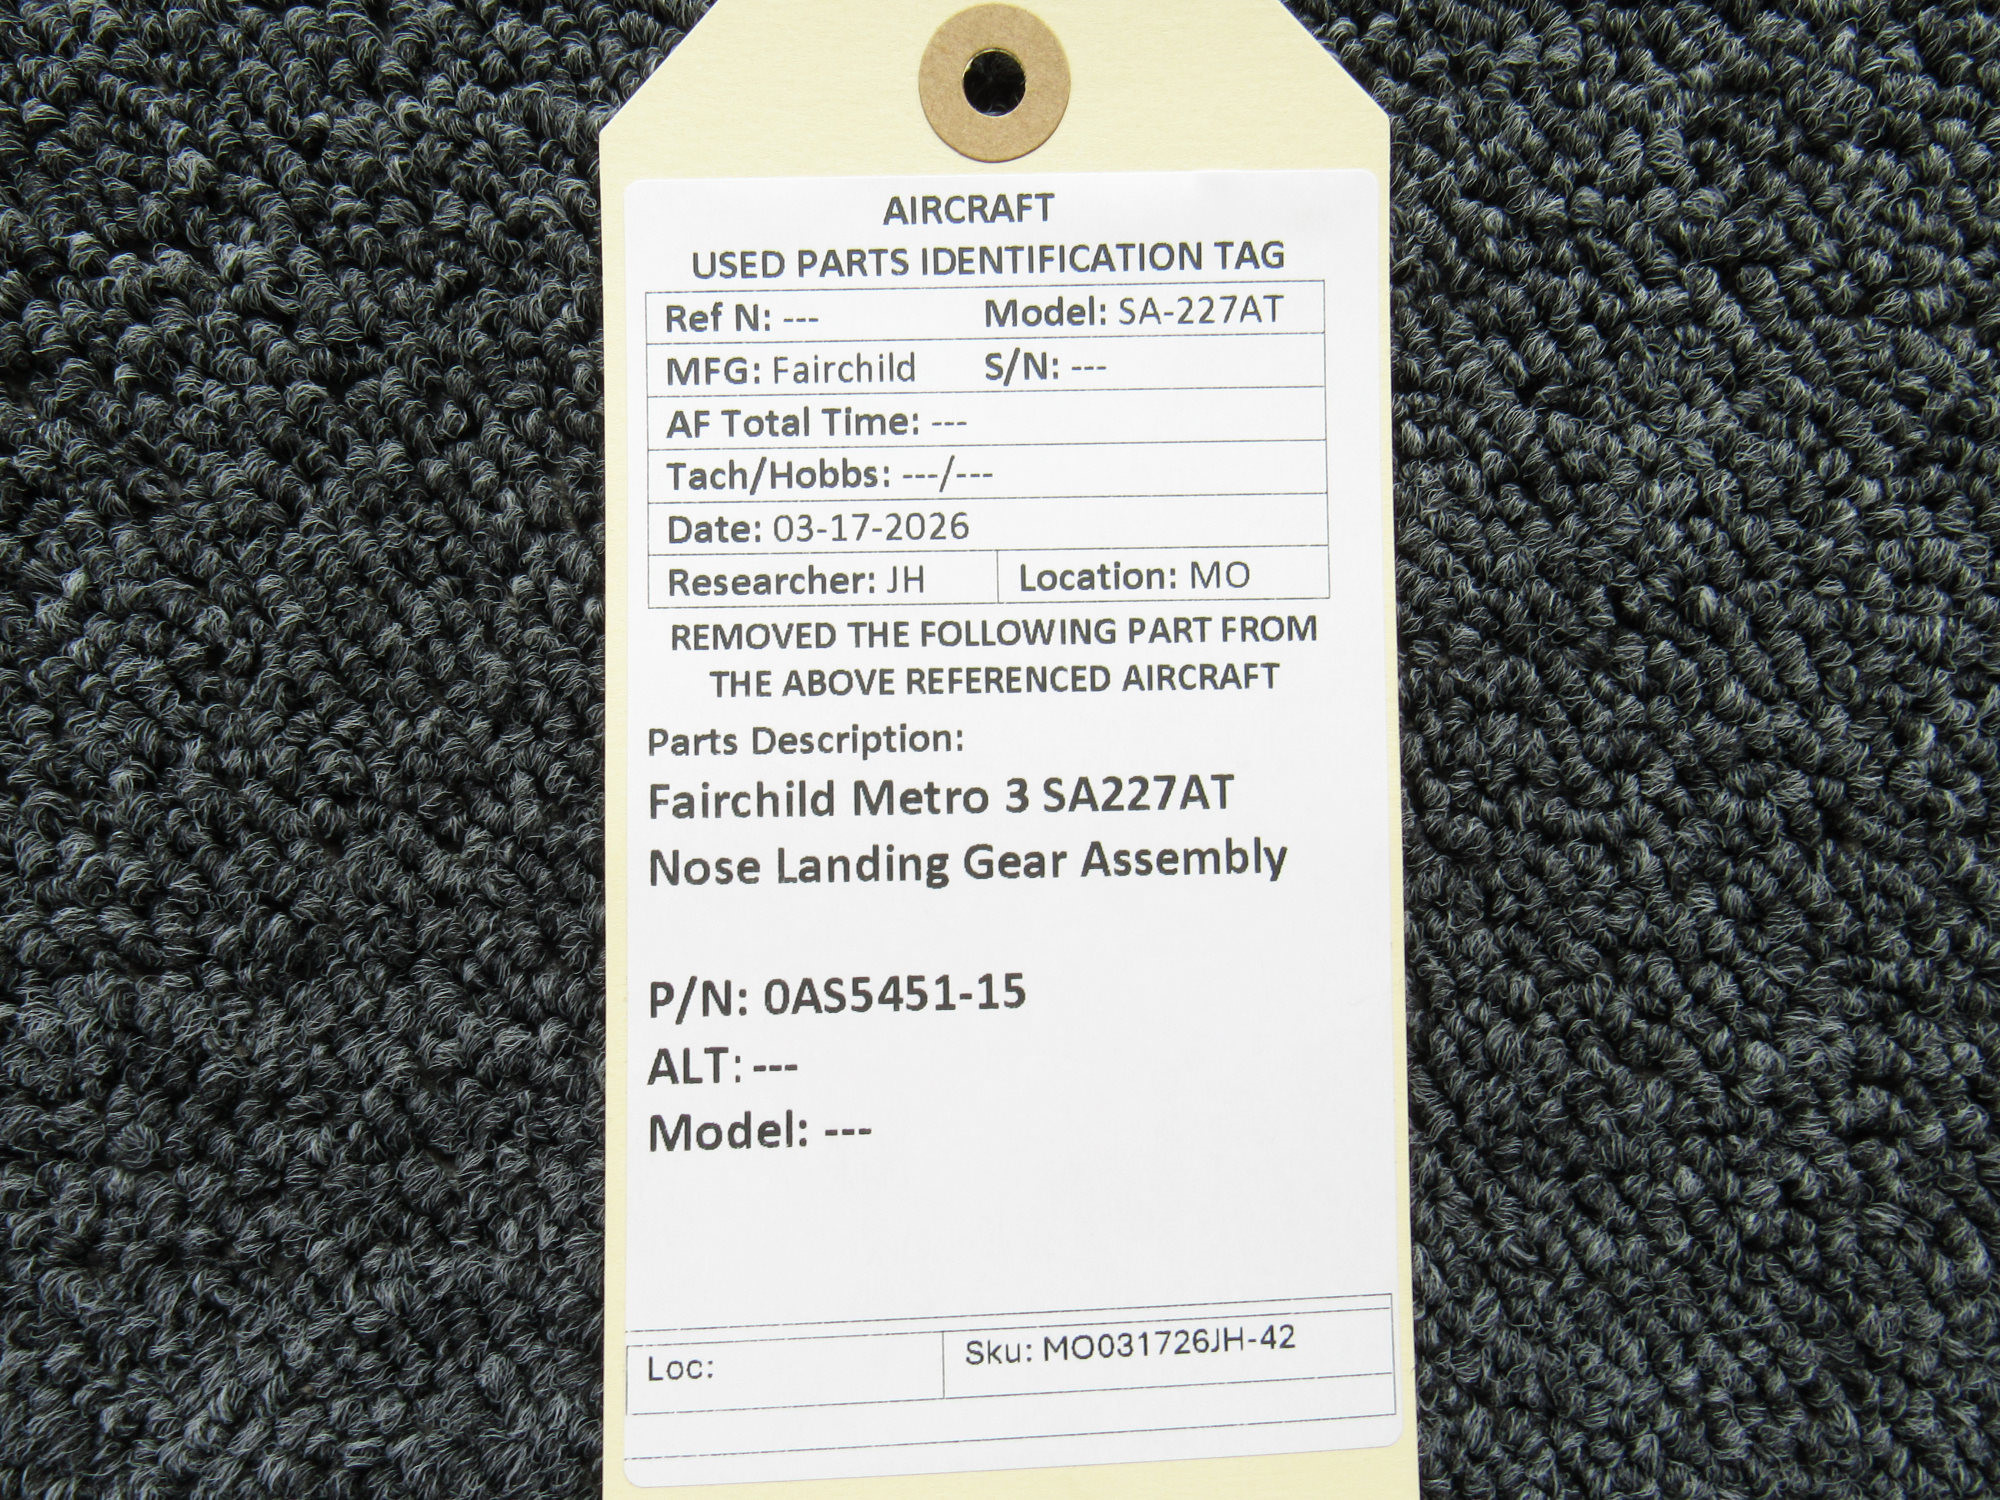 AIRCRAFT
USED PARTS IDENTIFICATION TAG
Ref N: --- Model: SA-227AT
MFG: Fairchild S/N: ---
AF Total Time: ---
Tach/Hobbs: ---/---
Date: 03-17-2026
Researcher: JH Location: MO
REMOVED THE FOLLOWING PART FROM
THE ABOVE REFERENCED AIRCRAFT
Parts Description:
Fairchild Metro 3 SA227AT
Nose Landing Gear Assembly
P/N: 0AS5451-15
ALT: ---
Model: ---
Loc: Sku: MO031726JH-42